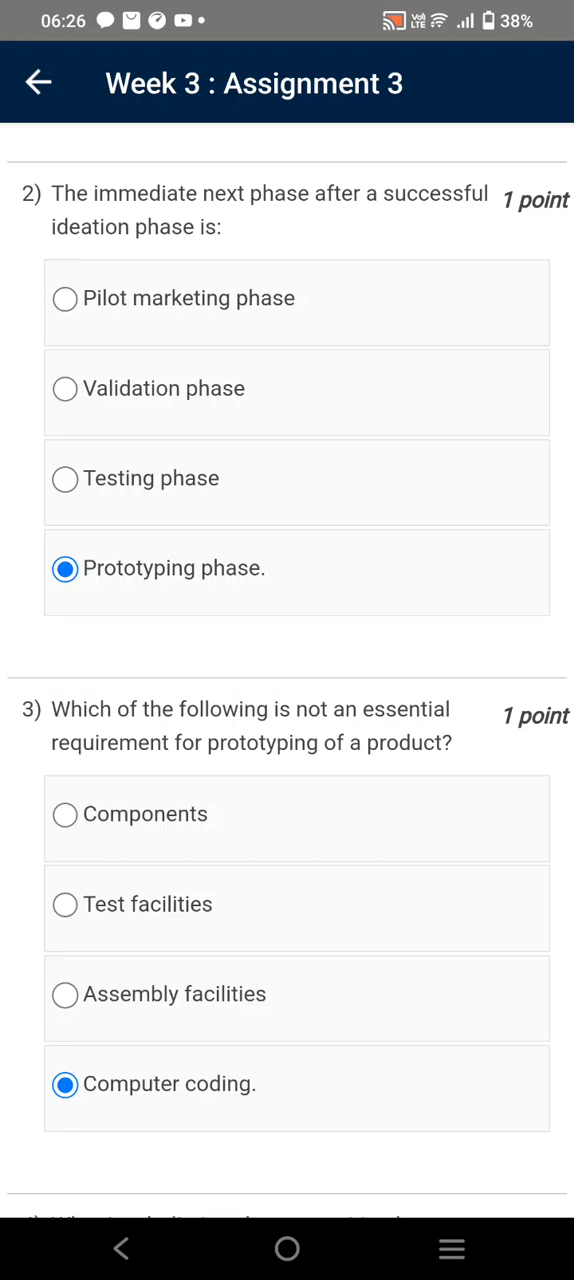 06:26
Vo) LTE 38%
Week 3 : Assignment 3
2) The immediate next phase after a successful 1 point
ideation phase is:
Pilot marketing phase
Validation phase
Testing phase
Prototyping phase.
3) Which of the following is not an essential 1 point
requirement for prototyping of a product?
Components
Test facilities
Assembly facilities
Computer coding.